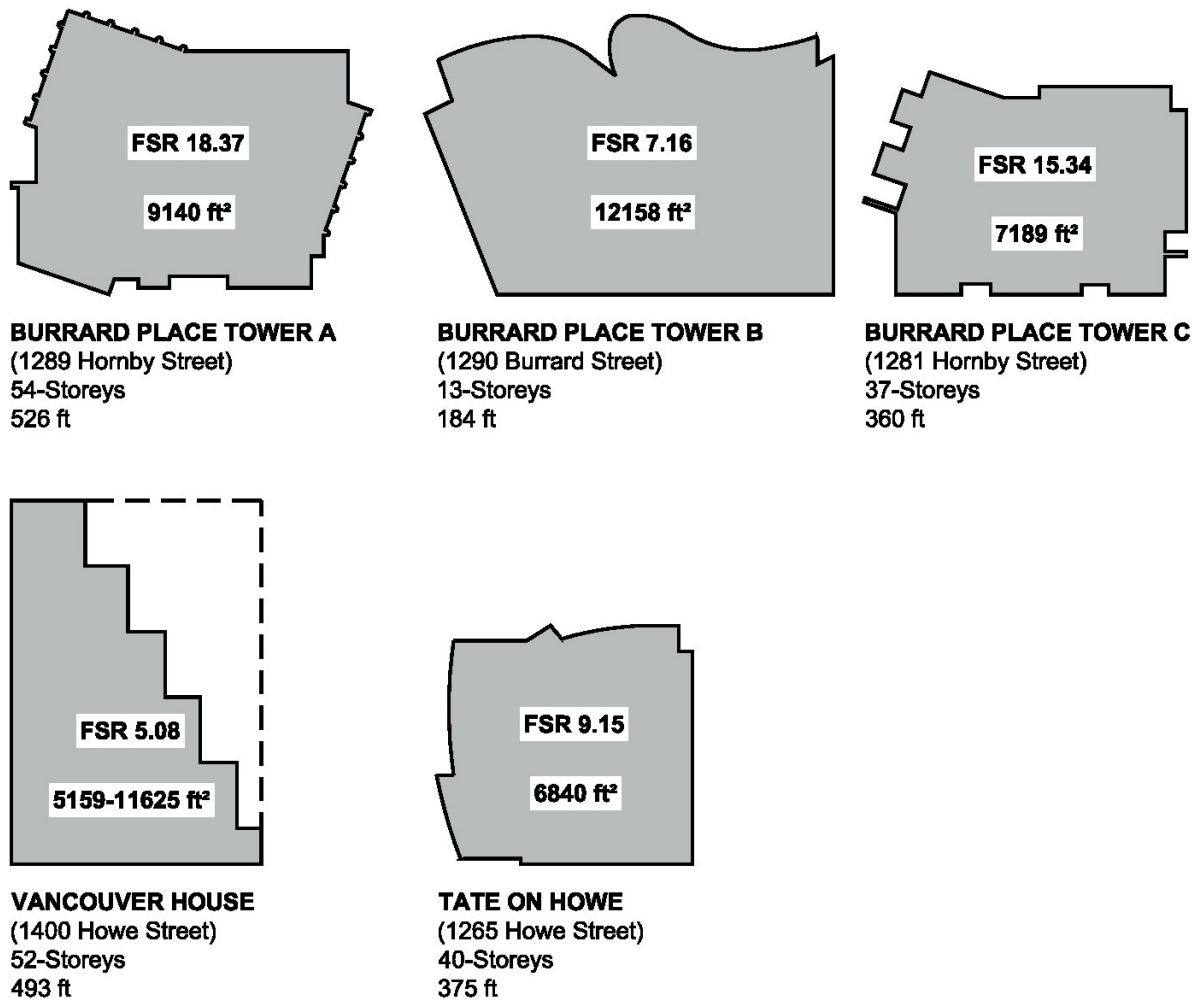 FSR 18.37
9140 ft²
BURRARD PLACE TOWER A
(1289 Hornby Street)
54-Storeys
526 ft
FSR 7.16
12158 ft²
BURRARD PLACE TOWER B
(1290 Burrard Street)
13-Storeys
184 ft
FSR 15.34
7189 ft²
BURRARD PLACE TOWER C
(1281 Hornby Street)
37-Storeys
360 ft
FSR 5.08
5159-11625 ft²
VANCOUVER HOUSE
(1400 Howe Street)
52-Storeys
493 ft
FSR 9.15
6840 ft²
TATE ON HOWE
(1265 Howe Street)
40-Storeys
375 ft